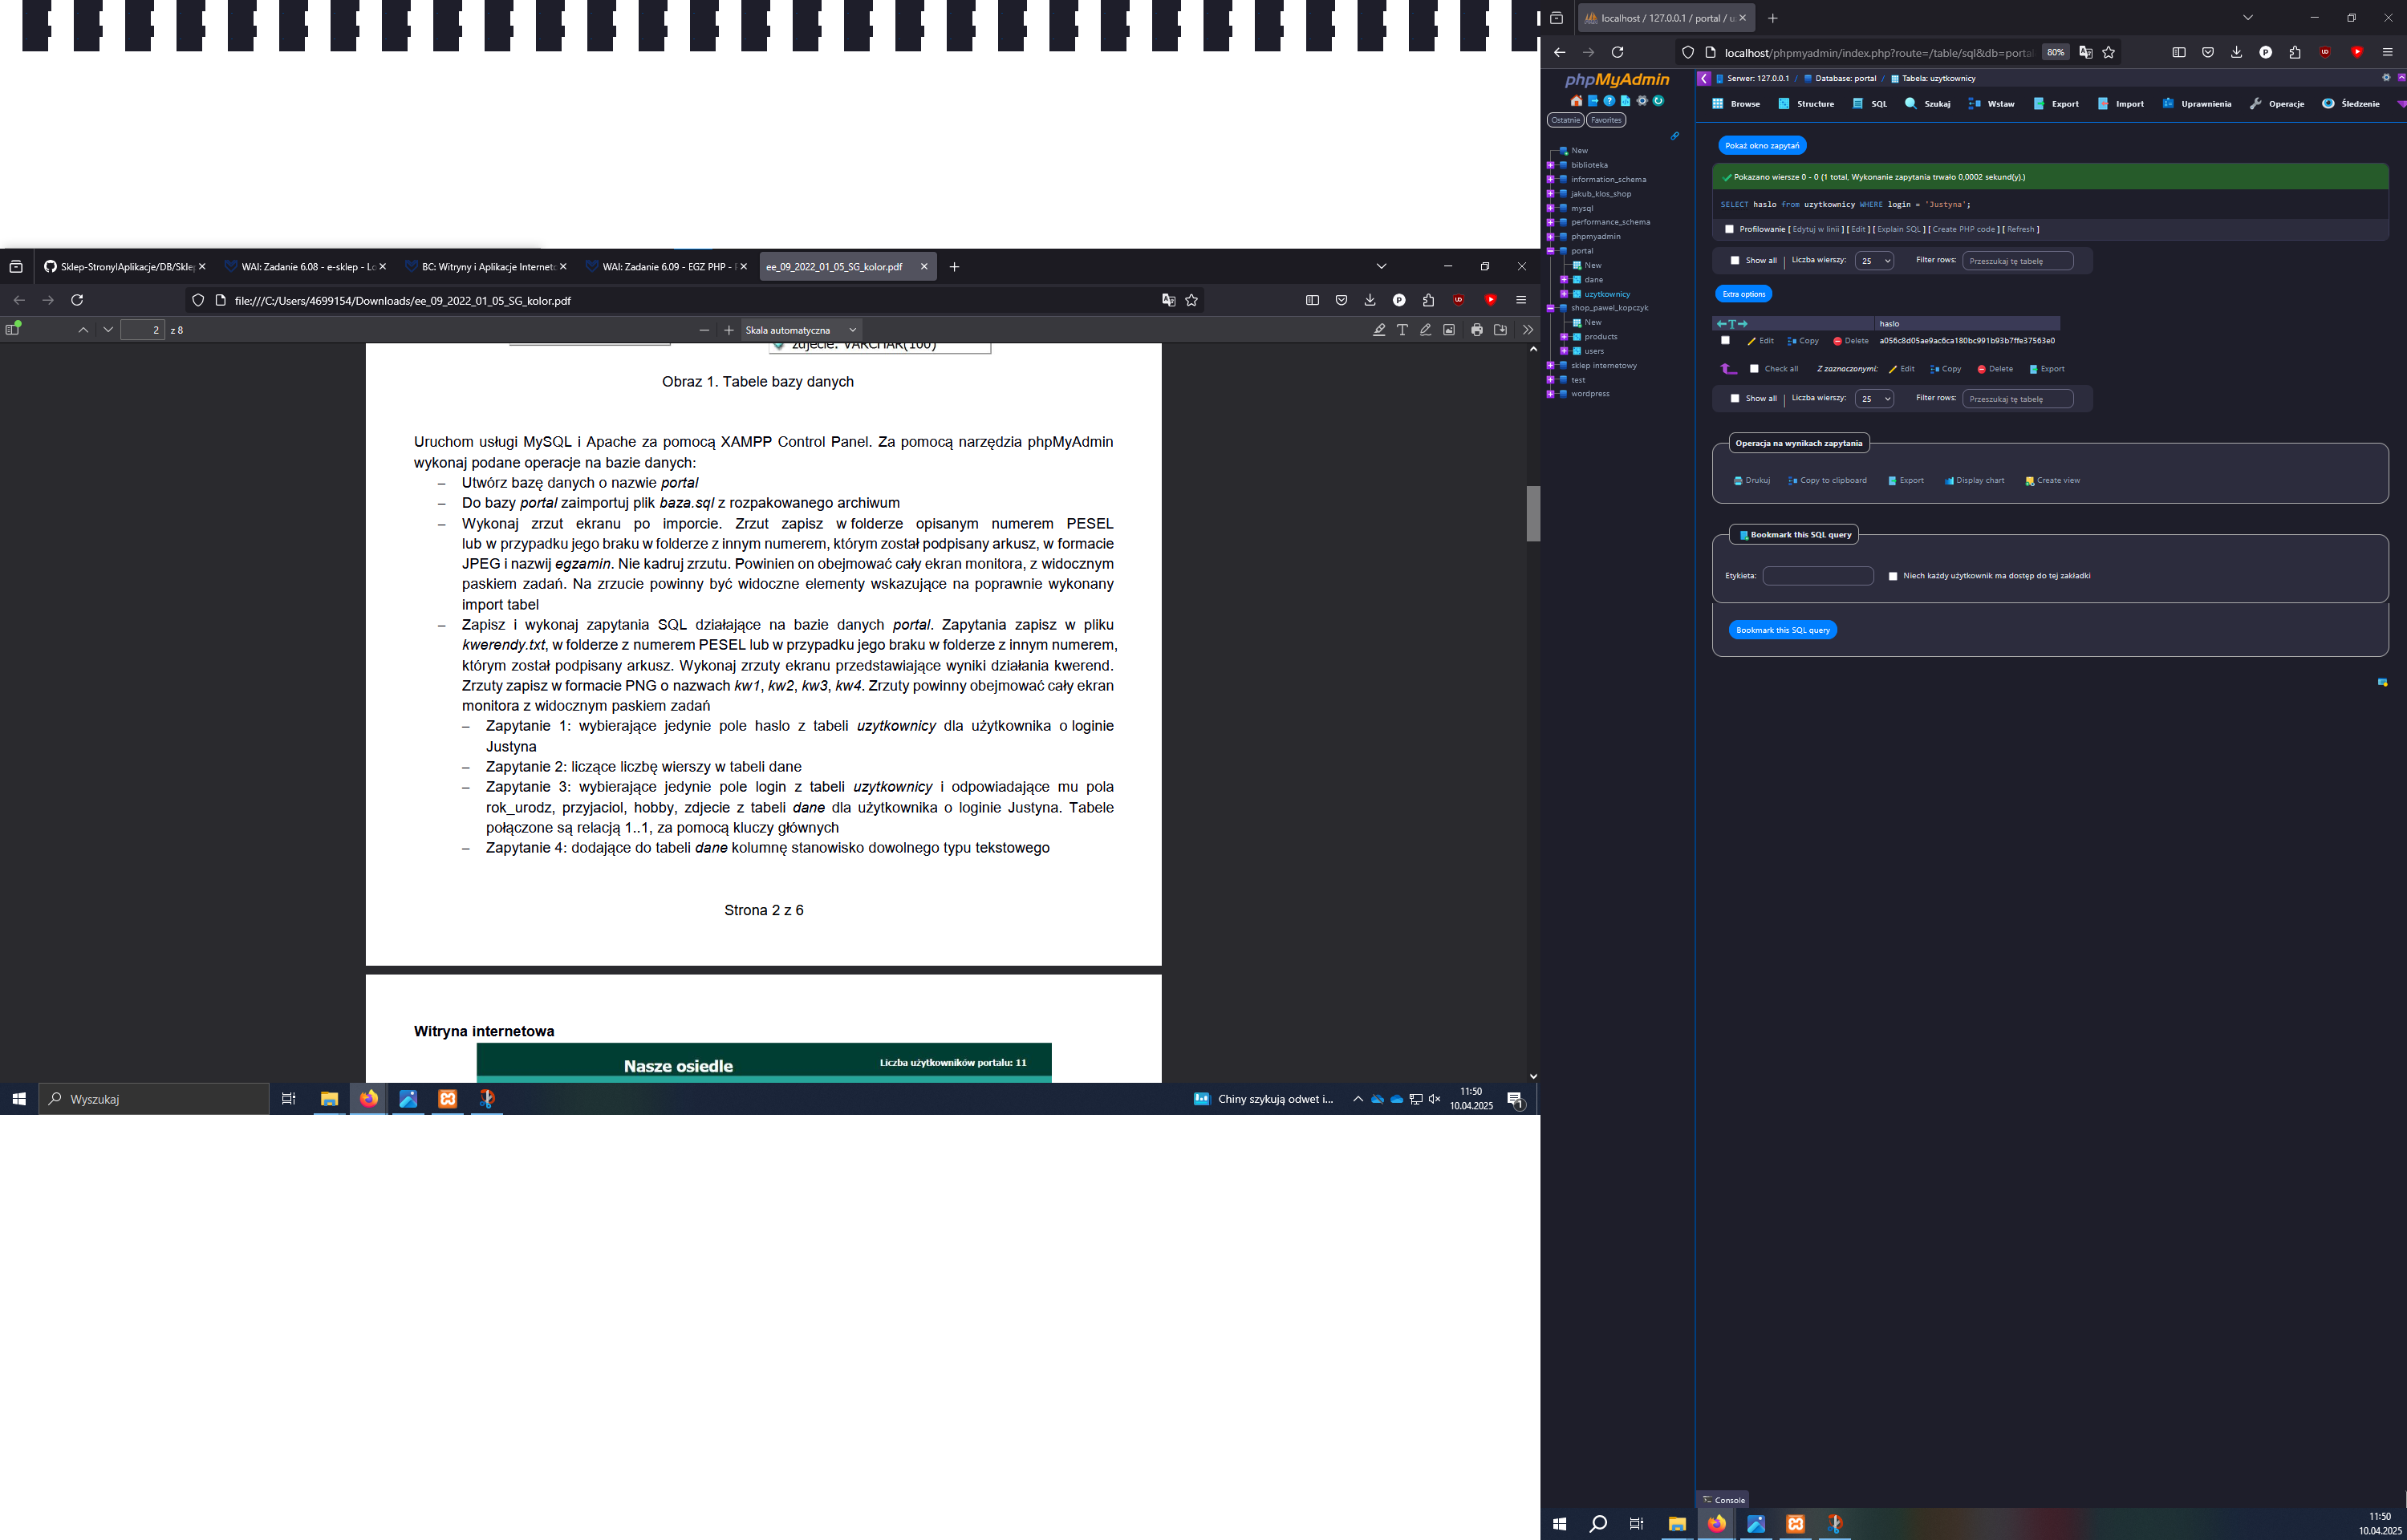 Sklep-Strony|Aplikacje/DB/Skle
WAI: Zadanie 6.08 - e-sklep - Lo
BC: Witryny i Aplikacje Internet
WAI: Zadanie 6.09 - EGZ PHP -
ee_09_2022_01_05_SG_kolor.pdf
file:///C:/Users/4699154/Downloads/ee_09_2022_01_05_SG_kolor.pdf
2 z 8
Skala automatyczna
zdjecie: VARCHAR(100)
Obraz 1. Tabele bazy danych
Uruchom usługi MySQL i Apache za pomocą XAMPP Control Panel. Za pomocą narzędzia phpMyAdmin
wykonaj podane operacje na bazie danych:
– Utwórz bazę danych o nazwie portal
– Do bazy portal zaimportuj plik baza.sql z rozpakowanego archiwum
– Wykonaj zrzut ekranu po imporcie. Zrzut zapisz w folderze opisanym numerem PESEL
lub w przypadku jego braku w folderze z innym numerem, którym został podpisany arkusz, w formacie
JPEG i nazwij egzamin. Nie kadruj zrzutu. Powinien on obejmować cały ekran monitora, z widocznym
paskiem zadań. Na zrzucie powinny być widoczne elementy wskazujące na poprawnie wykonany
import tabel
– Zapisz i wykonaj zapytania SQL działające na bazie danych portal. Zapytania zapisz w pliku
kwerendy.txt, w folderze z numerem PESEL lub w przypadku jego braku w folderze z innym numerem,
którym został podpisany arkusz. Wykonaj zrzuty ekranu przedstawiające wyniki działania kwerend.
Zrzuty zapisz w formacie PNG o nazwach kw1, kw2, kw3, kw4. Zrzuty powinny obejmować cały ekran
monitora z widocznym paskiem zadań
– Zapytanie 1: wybierające jedynie pole haslo z tabeli uzytkownicy dla użytkownika o loginie
Justyna
– Zapytanie 2: liczące liczbę wierszy w tabeli dane
– Zapytanie 3: wybierające jedynie pole login z tabeli uzytkownicy i odpowiadające mu pola
rok_urodz, przyjaciol, hobby, zdjecie z tabeli dane dla użytkownika o loginie Justyna. Tabele
połączone są relacją 1..1, za pomocą kluczy głównych
– Zapytanie 4: dodające do tabeli dane kolumnę stanowisko dowolnego typu tekstowego
Strona 2 z 6
Witryna internetowa
Nasze osiedle
Liczba użytkowników portalu: 11
Wyszukaj
Chiny szykują odwet i...
11:50
10.04.2025
1
localhost / 127.0.0.1 / portal / u
localhost/phpmyadmin/index.php?route=/table/sql&db=porta
80%
phpMyAdmin
Ostatnie Favorites
New
biblioteka
information_schema
jakub_klos_shop
mysql
performance_schema
phpmyadmin
portal
New
dane
uzytkownicy
shop_pawel_kopczyk
New
products
users
sklep internetowy
test
wordpress
Serwer: 127.0.0.1 / Database: portal / Tabela: uzytkownicy
Browse Structure SQL Szukaj Wstaw Export Import Uprawnienia Operacje Śledzenie
Pokaż okno zapytań
Pokazano wiersze 0 - 0 (1 total, Wykonanie zapytania trwało 0,0002 sekund(y).)
SELECT haslo from uzytkownicy WHERE login = 'Justyna';
Profilowanie [ Edytuj w linii ] [ Edit ] [ Explain SQL ] [ Create PHP code ] [ Refresh ]
Show all | Liczba wierszy: 25 Filter rows: Przeszukaj tę tabelę
Extra options
←T→ haslo
Edit Copy Delete a056c8d05ae9ac6ca180bc991b93b7ffe37563e0
Check all Z zaznaczonymi: Edit Copy Delete Export
Show all | Liczba wierszy: 25 Filter rows: Przeszukaj tę tabelę
Operacja na wynikach zapytania
Drukuj Copy to clipboard Export Display chart Create view
Bookmark this SQL query
Etykieta: Niech każdy użytkownik ma dostęp do tej zakładki
Bookmark this SQL query
Console
11:50
10.04.2025